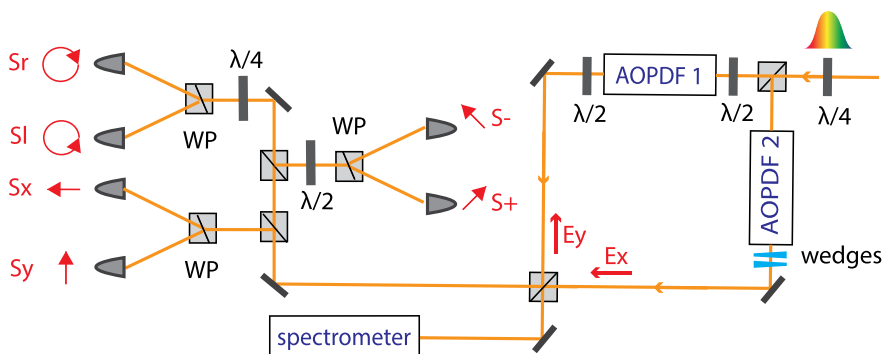 Sr
λ/4
WP
Sl
Sx
WP
Sy
WP
λ/2
S-
S+
λ/2
AOPDF 1
λ/2
λ/4
AOPDF 2
wedges
Ey
Ex
spectrometer